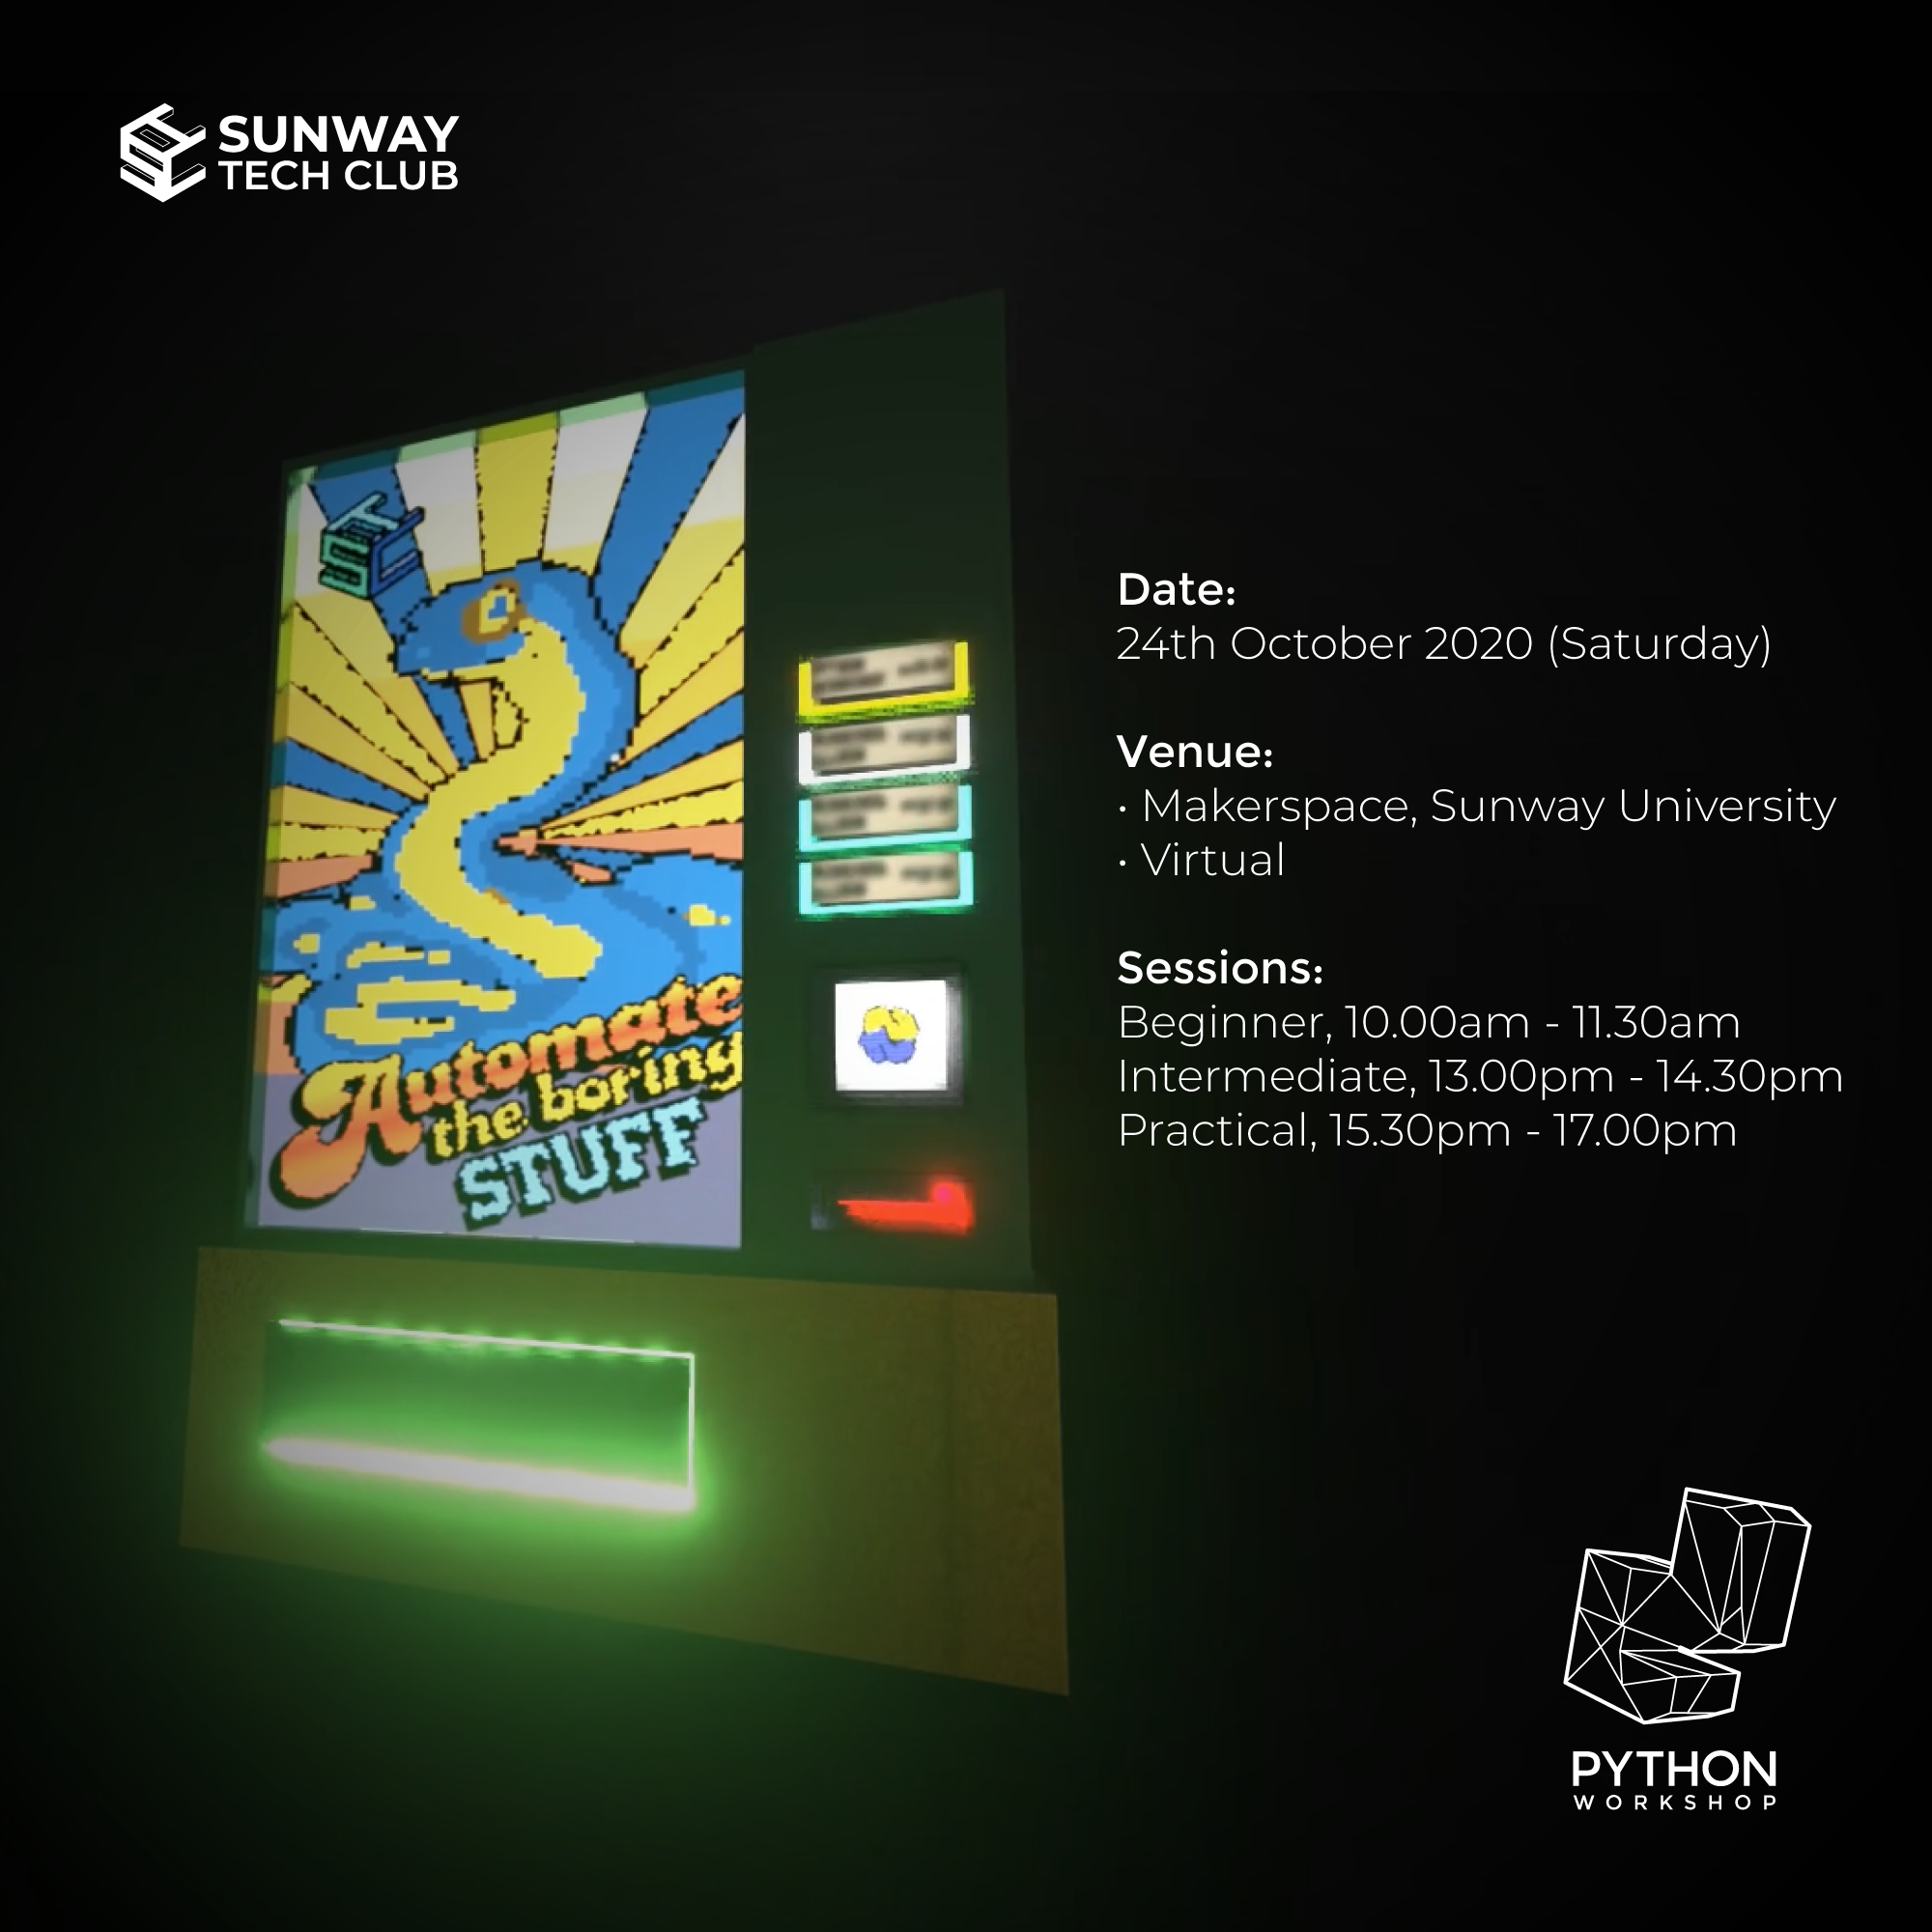 SUNWAY
TECH CLUB
Automate
the boring
STUFF
Date:
24th October 2020 (Saturday)
Venue:
• Makerspace, Sunway University
• Virtual
Sessions:
Beginner, 10.00am - 11.30am
Intermediate, 13.00pm - 14.30pm
Practical, 15.30pm - 17.00pm
PYTHON
WORKSHOP